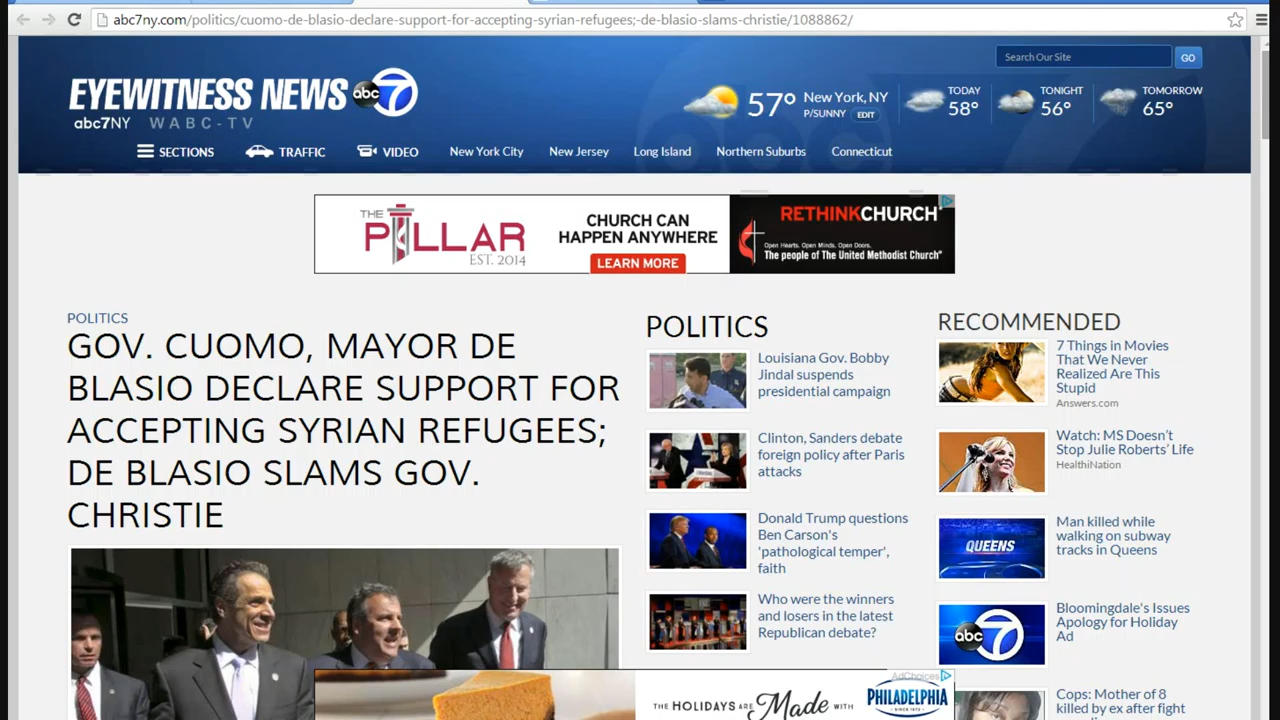 abc7ny.com/politics/cuomo-de-blasio-declare-support-for-accepting-syrian-refugees;-de-blasio-slams-christie/1088862/
Search Our Site
GO
EYEWITNESS NEWS abc 7
abc7NY WABC-TV
57° New York, NY
P/SUNNY EDIT
TODAY
58°
TONIGHT
56°
TOMORROW
65°
SECTIONS
TRAFFIC
VIDEO
New York City
New Jersey
Long Island
Northern Suburbs
Connecticut
THE
PILLAR
EST. 2014
CHURCH CAN
HAPPEN ANYWHERE
LEARN MORE
RETHINKCHURCH
Open Hearts. Open Minds. Open Doors.
The people of The United Methodist Church
POLITICS
GOV. CUOMO, MAYOR DE
BLASIO DECLARE SUPPORT FOR
ACCEPTING SYRIAN REFUGEES;
DE BLASIO SLAMS GOV.
CHRISTIE
POLITICS
Louisiana Gov. Bobby
Jindal suspends
presidential campaign
Clinton, Sanders debate
foreign policy after Paris
attacks
Donald Trump questions
Ben Carson's
'pathological temper',
faith
Who were the winners
and losers in the latest
Republican debate?
RECOMMENDED
7 Things in Movies
That We Never
Realized Are This
Stupid
Answers.com
Watch: MS Doesn't
Stop Julie Roberts' Life
HealthiNation
QUEENS
Man killed while
walking on subway
tracks in Queens
abc 7
Bloomingdale's Issues
Apology for Holiday
Ad
Cops: Mother of 8
killed by ex after fight
AdChoices
THE HOLIDAYS ARE Made WITH
PHILADELPHIA
SINCE 1872